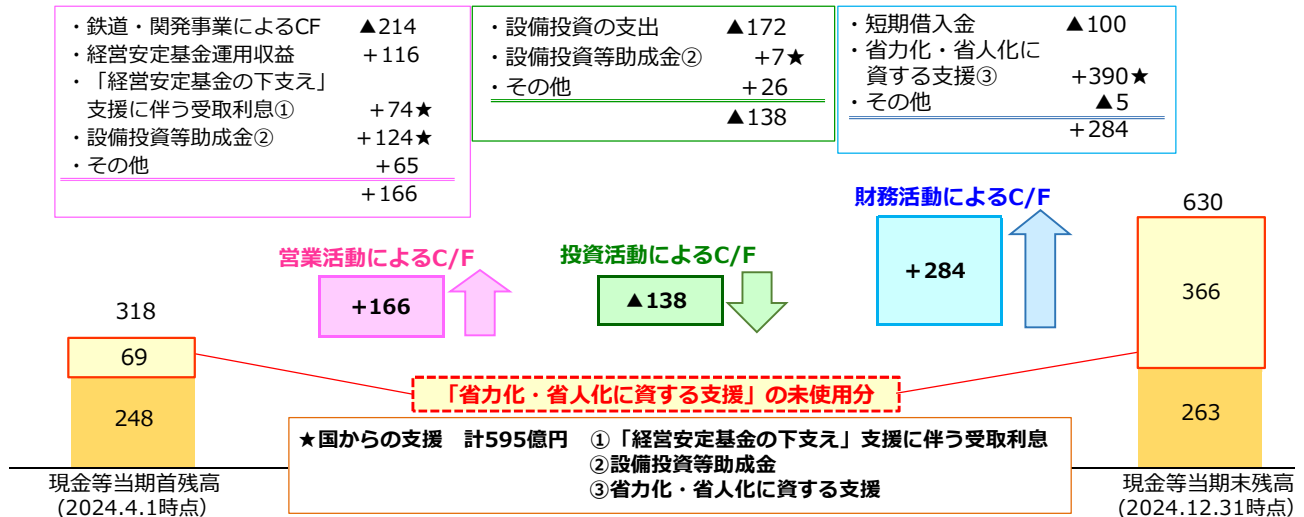 ・鉄道・開発事業によるCF ▲214
・経営安定基金運用収益 +116
・「経営安定基金の下支え」
支援に伴う受取利息① +74★
・設備投資等助成金② +124★
・その他 +65
+166
・設備投資の支出 ▲172
・設備投資等助成金② +7★
・その他 +26
▲138
・短期借入金 ▲100
・省力化・省人化に
資する支援③ +390★
・その他 ▲5
+284
営業活動によるC/F
+166
投資活動によるC/F
▲138
財務活動によるC/F
+284
318
69
248
630
366
263
「省力化・省人化に資する支援」の未使用分
★国からの支援 計595億円 ①「経営安定基金の下支え」支援に伴う受取利息
②設備投資等助成金
③省力化・省人化に資する支援
現金等当期首残高
(2024.4.1時点)
現金等当期末残高
(2024.12.31時点)